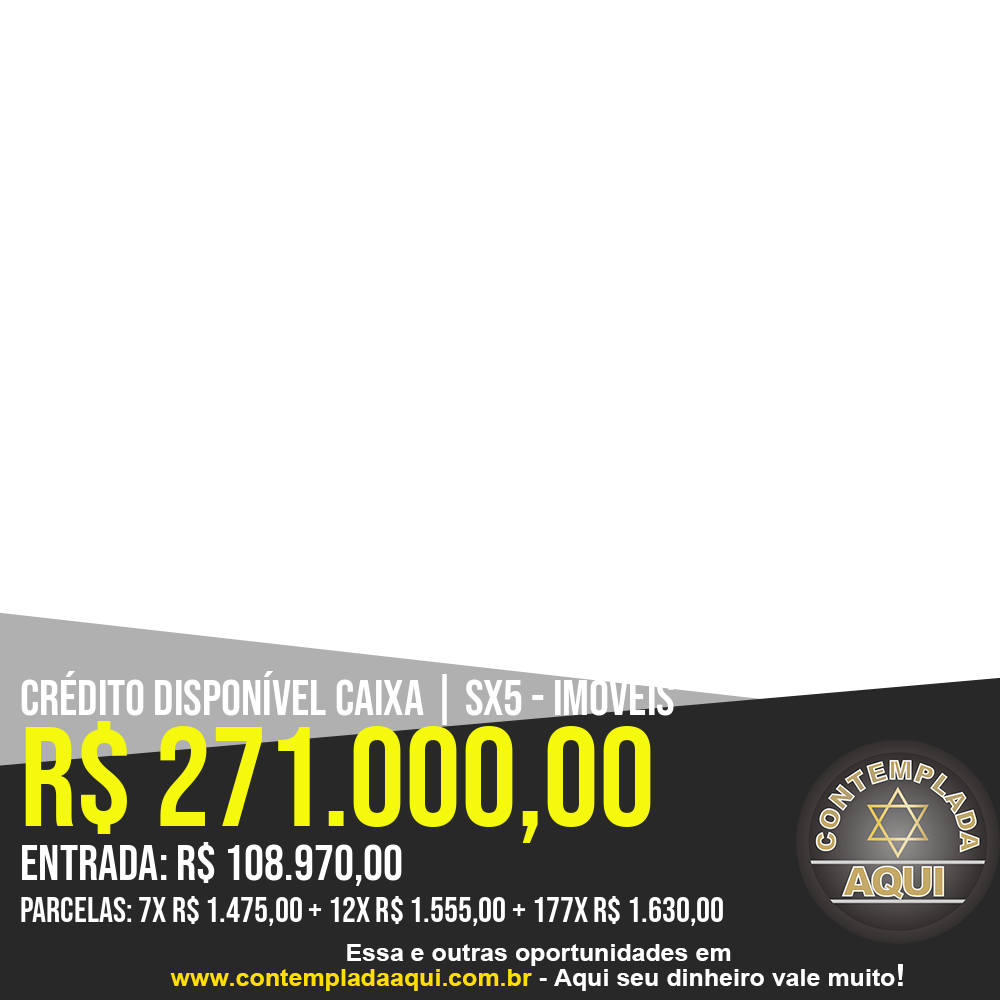 CRÉDITO DISPONÍVEL CAIXA | SX5 - IMÓVEIS
R$ 271.000,00
ENTRADA: R$ 108.970,00
PARCELAS: 7X R$ 1.475,00 + 12X R$ 1.555,00 + 177X R$ 1.630,00
CONTEMPLADA
AQUI
Essa e outras oportunidades em
www.contempladaaqui.com.br - Aqui seu dinheiro vale muito!